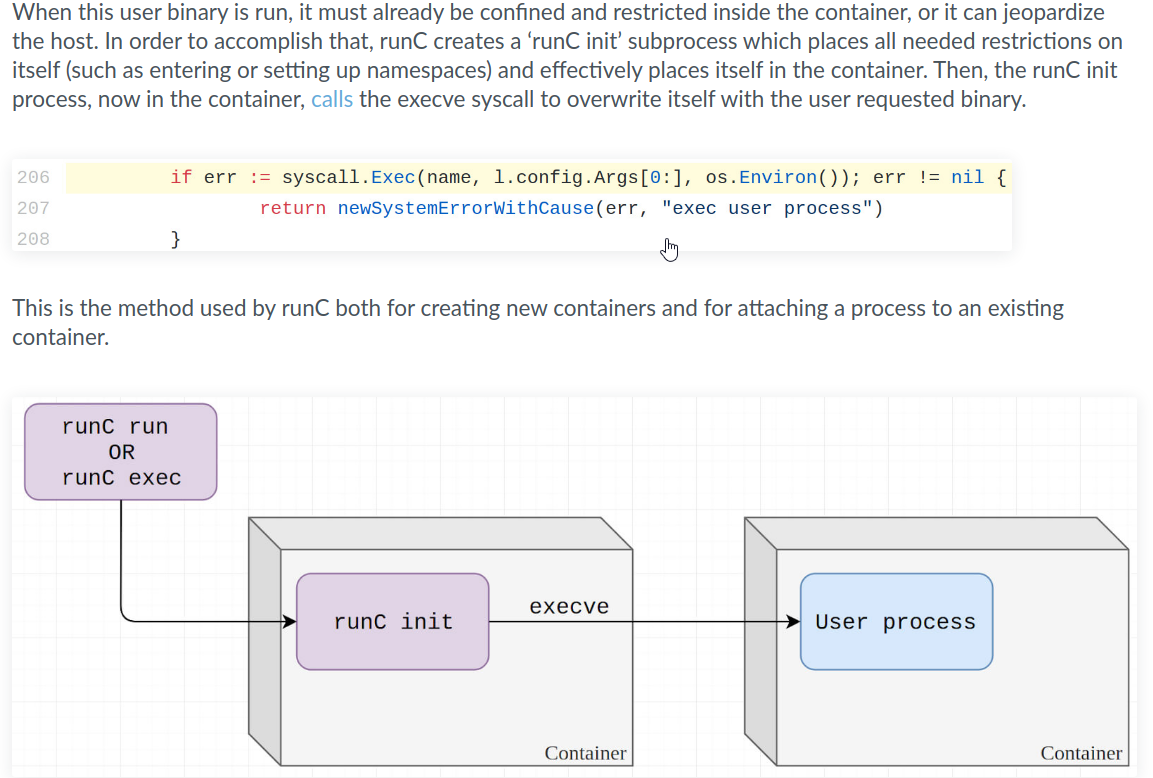 When this user binary is run, it must already be confined and restricted inside the container, or it can jeopardize
the host. In order to accomplish that, runC creates a ‘runC init’ subprocess which places all needed restrictions on
itself (such as entering or setting up namespaces) and effectively places itself in the container. Then, the runC init
process, now in the container, calls the execve syscall to overwrite itself with the user requested binary.
206 if err := syscall.Exec(name, l.config.Args[0:], os.Environ()); err != nil {
207 return newSystemErrorWithCause(err, "exec user process")
208 }
This is the method used by runC both for creating new containers and for attaching a process to an existing
container.
runC run
OR
runC exec
runC init
execve
User process
Container
Container